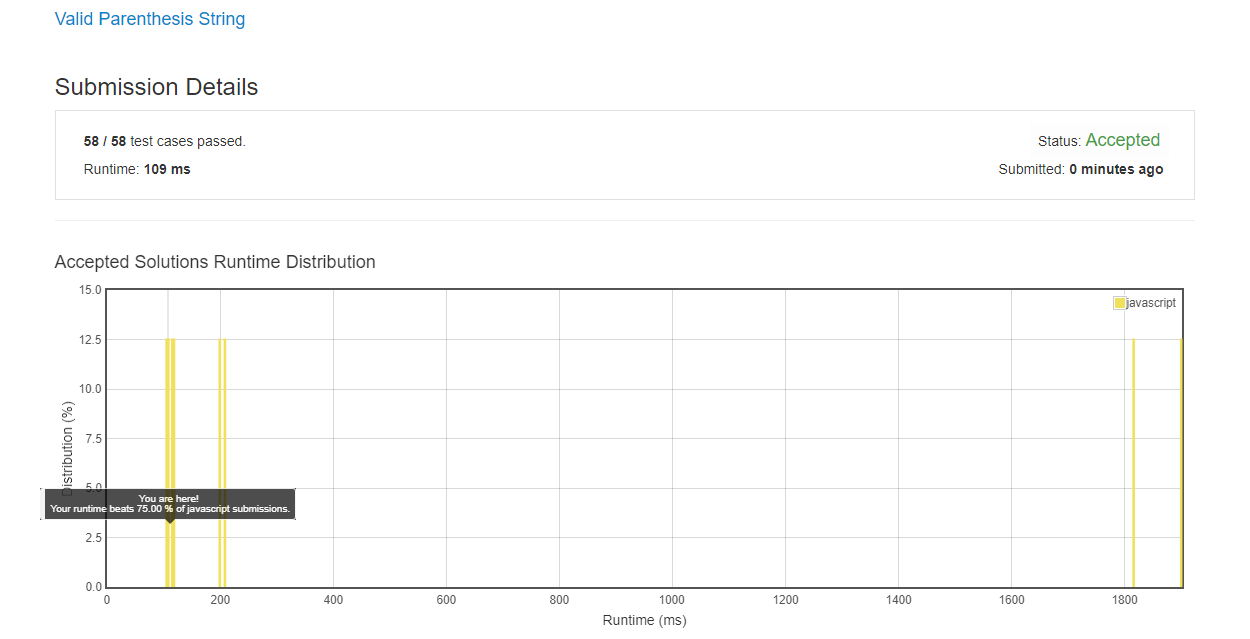 Valid Parenthesis String
Submission Details
58 / 58 test cases passed.
Status: Accepted
Runtime: 109 ms
Submitted: 0 minutes ago
Accepted Solutions Runtime Distribution
15.0
javascript
12.5
10.0
7.5
5.0
2.5
0.0
Distribution (%)
You are here!
Your runtime beats 75.00 % of javascript submissions.
0 200 400 600 800 1000 1200 1400 1600 1800
Runtime (ms)